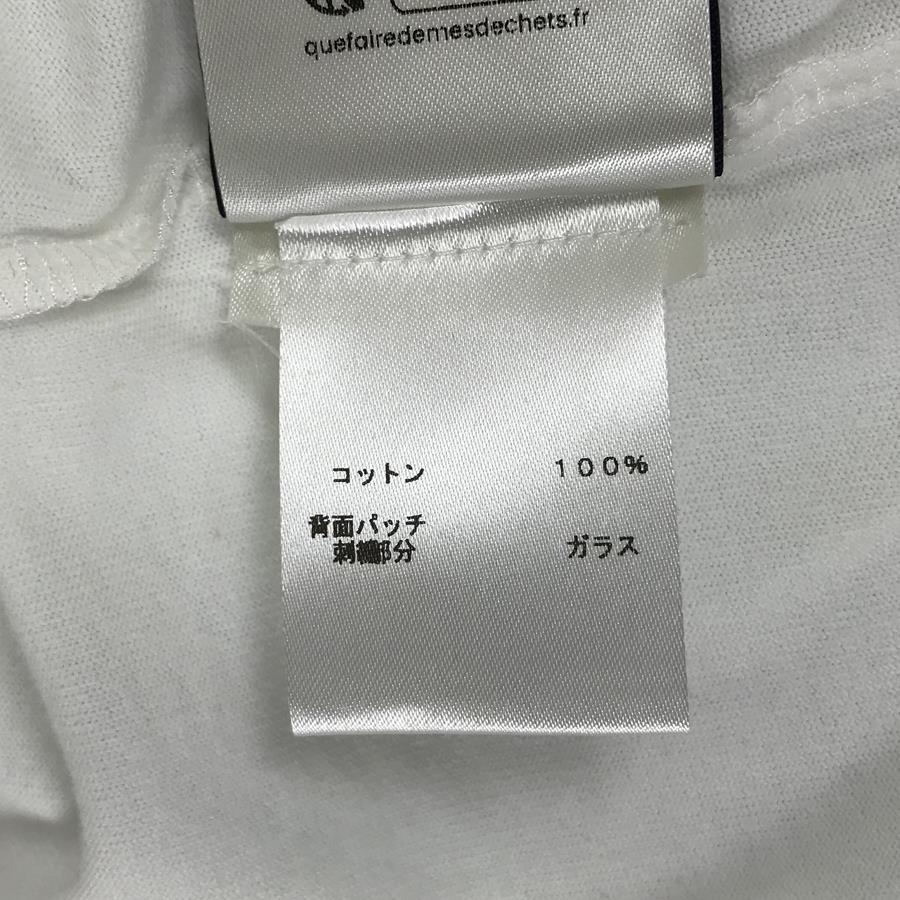 quefairedemesdechets.fr
コットン １００％
背面パッチ
刺繍部分 ガラス